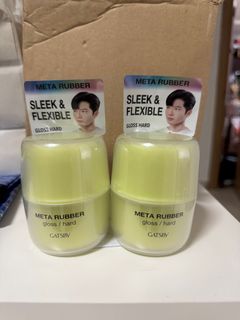 META RUBBER
SLEEK &
FLEXIBLE
GLOSS HARD
META RUBBER
gloss / hard
GATSBY
META RUBBER
SLEEK &
FLEXIBLE
GLOSS HARD
META RUBBER
gloss / hard
GATSBY